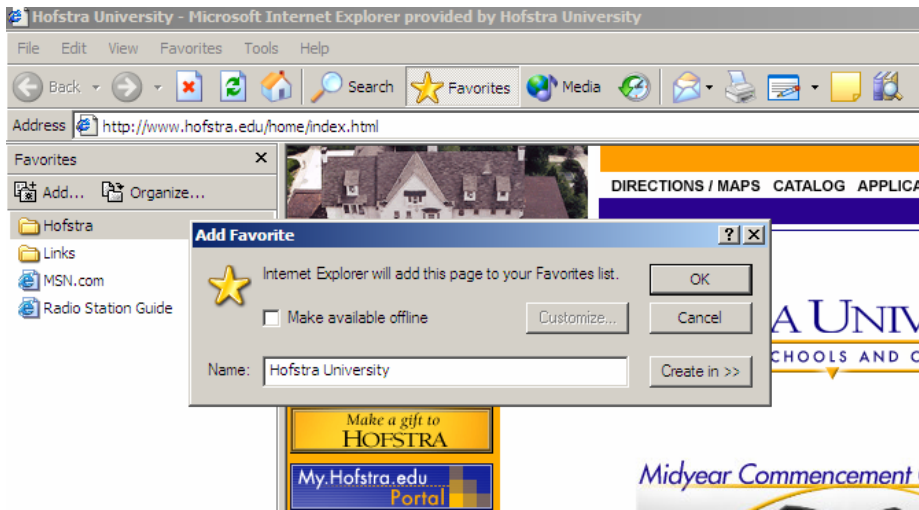 Hofstra University - Microsoft Internet Explorer provided by Hofstra University
File Edit View Favorites Tools Help
Back Search Favorites Media
Address http://www.hofstra.edu/home/index.html
Favorites
Add... Organize...
Hofstra
Links
MSN.com
Radio Station Guide
DIRECTIONS / MAPS CATALOG APPLICA
Add Favorite
Internet Explorer will add this page to your Favorites list.
OK
Make available offline
Customize...
Cancel
Name: Hofstra University
Create in >>
A UNIV
CHOOLS AND C
Make a gift to
HOFSTRA
My.Hofstra.edu
Portal
Midyear Commencement